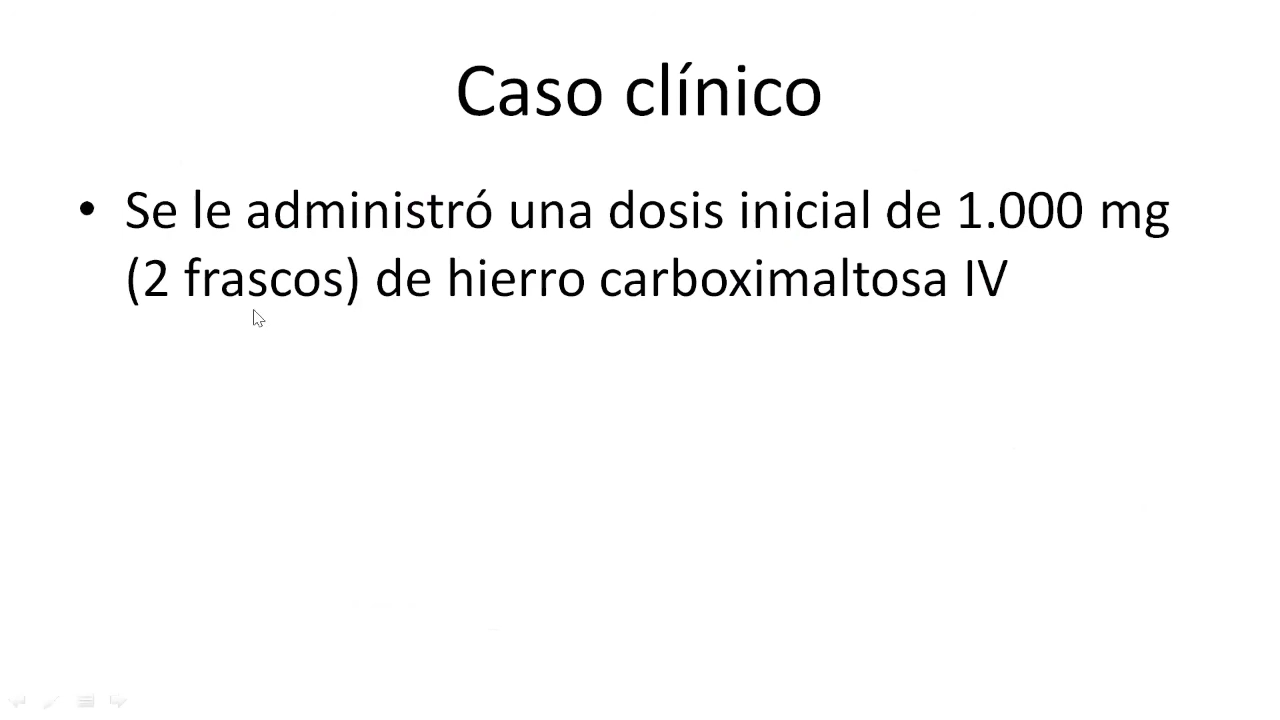 Caso clínico
• Se le administró una dosis inicial de 1.000 mg
(2 frascos) de hierro carboximaltosa IV